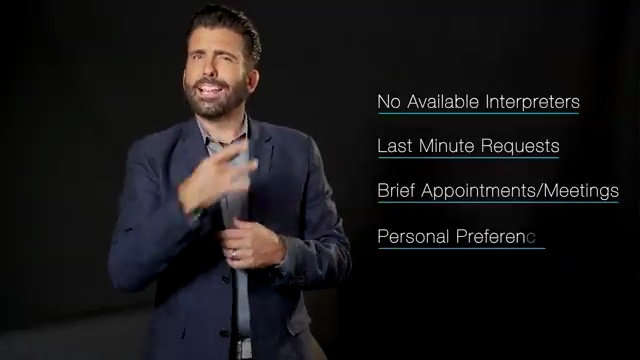 No Available Interpreters
Last Minute Requests
Brief Appointments/Meetings
Personal Preferenc